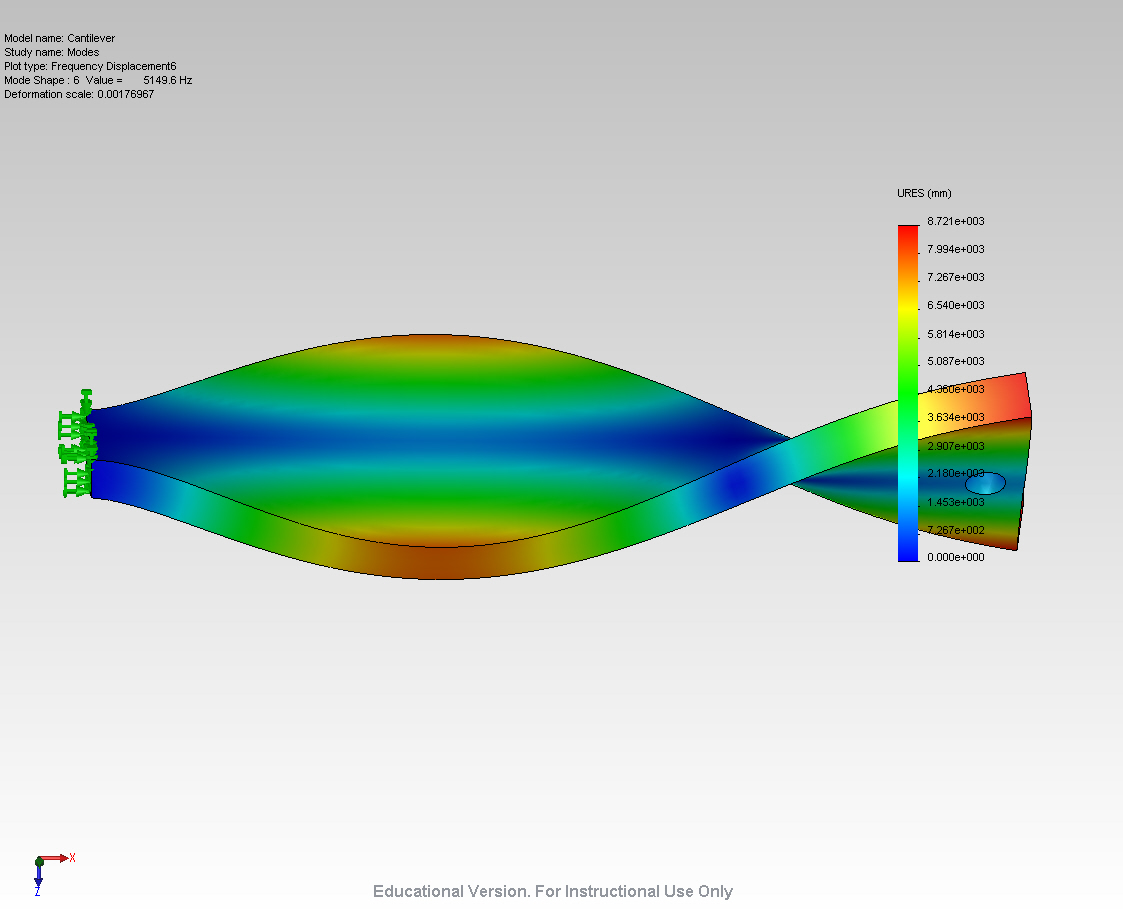 Model name: Cantilever
Study name: Modes
Plot type: Frequency Displacement6
Mode Shape : 6  Value =       5149.6 Hz
Deformation scale: 0.00176967
URES (mm)
8.721e+003
7.994e+003
7.267e+003
6.540e+003
5.814e+003
5.087e+003
4.360e+003
3.634e+003
2.907e+003
2.180e+003
1.453e+003
7.267e+002
0.000e+000
X
Z
Educational Version. For Instructional Use Only